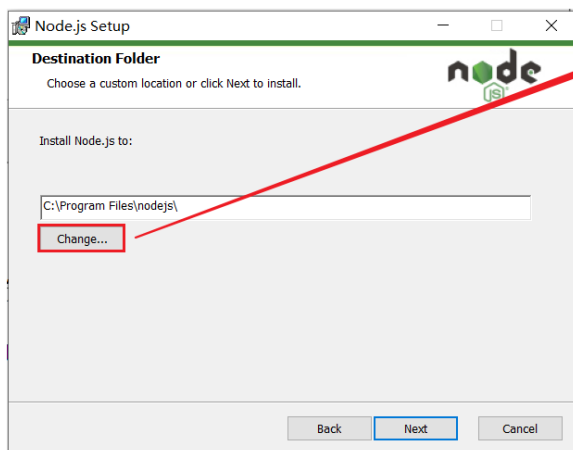 Node.js Setup
Destination Folder
Choose a custom location or click Next to install.
node
JS
Install Node.js to:
C:\Program Files\nodejs\
Change...
Back Next Cancel